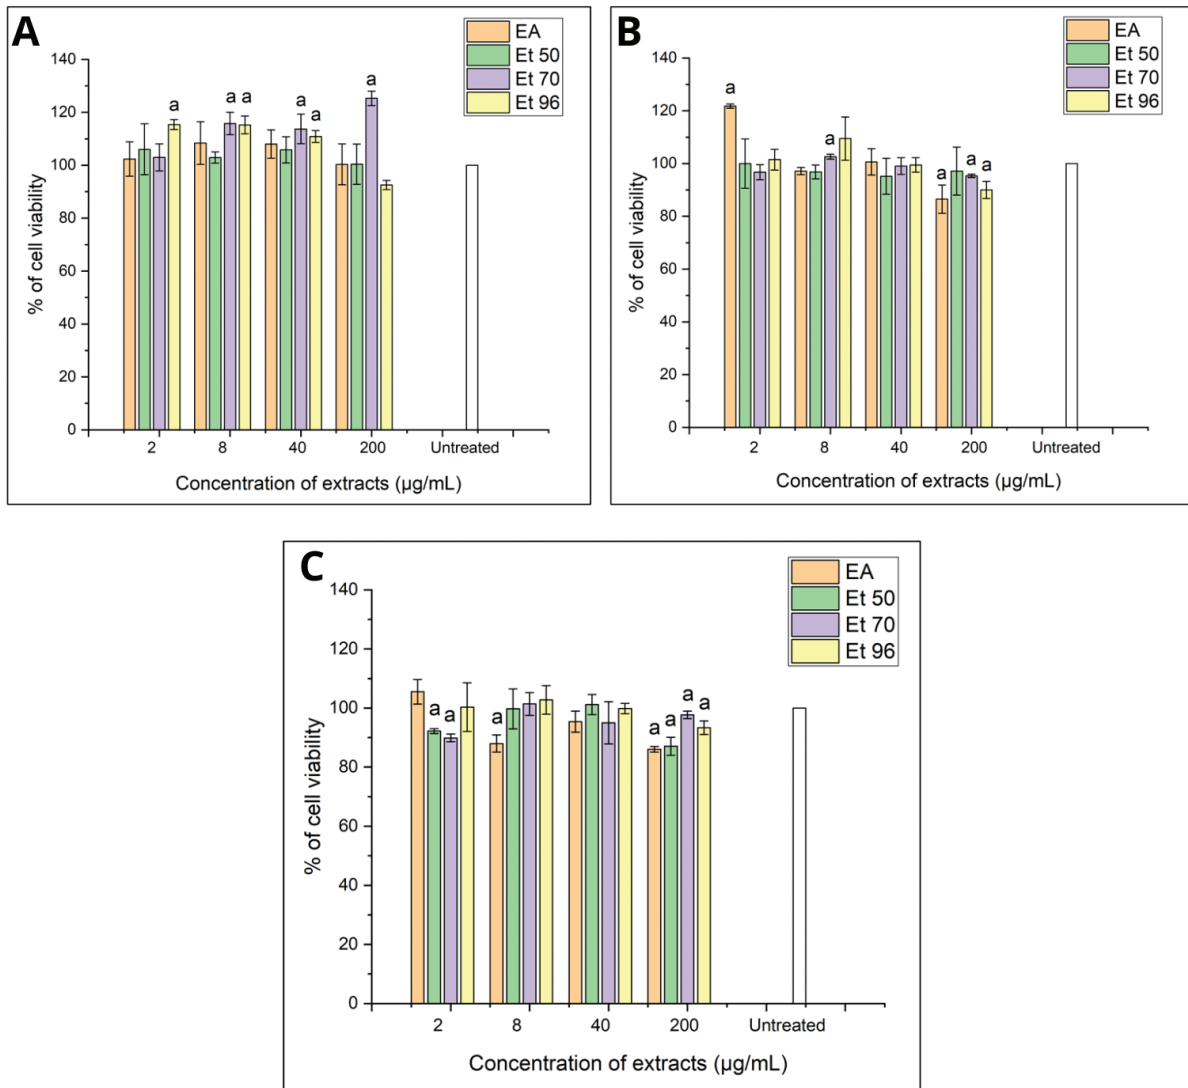 A
EA
Et 50
Et 70
Et 96
140
120
100
80
60
40
20
0
% of cell viability
a
a a
a
a
a
2 8 40 200 Untreated
Concentration of extracts (µg/mL)
B
EA
Et 50
Et 70
Et 96
140
120
100
80
60
40
20
0
% of cell viability
a
a
a
a
a
2 8 40 200 Untreated
Concentration of extracts (µg/mL)
C
EA
Et 50
Et 70
Et 96
140
120
100
80
60
40
20
0
% of cell viability
a
a
a
a
a
a
a
2 8 40 200 Untreated
Concentration of extracts (µg/mL)